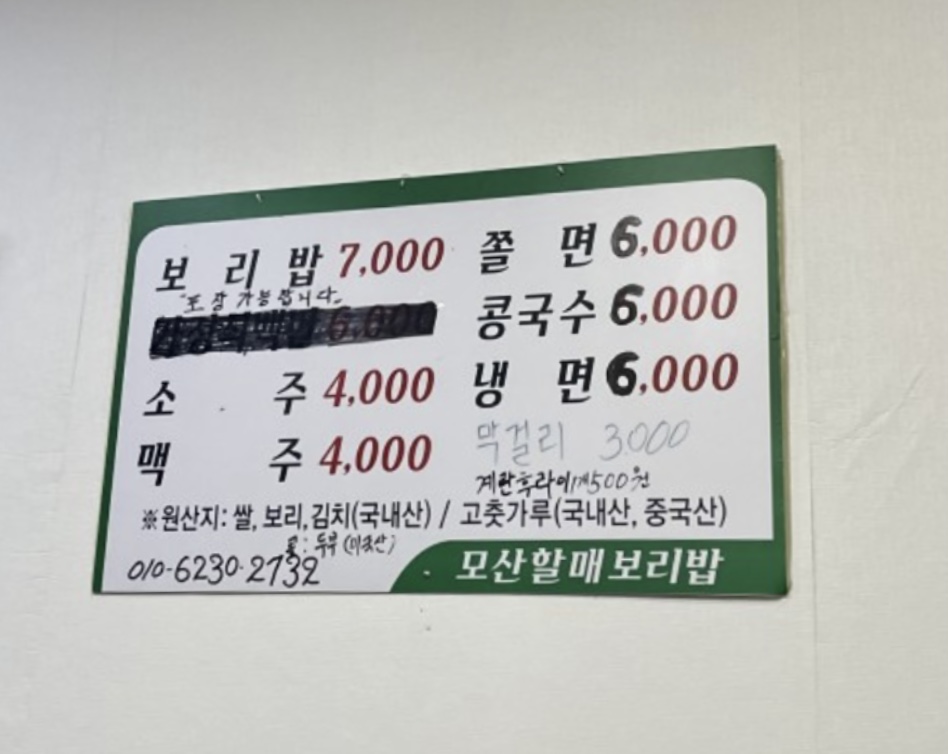 보리밥 7,000
"포장 가능합니다"
6,000
소주 4,000
맥주 4,000
쫄면 6,000
콩국수 6,000
냉면 6,000
막걸리 3.000
계란후라이1개500원
※원산지: 쌀, 보리, 김치(국내산) / 고춧가루(국내산, 중국산)
콩: 두부 (미국산)
010-6230-2732
모산할매보리밥